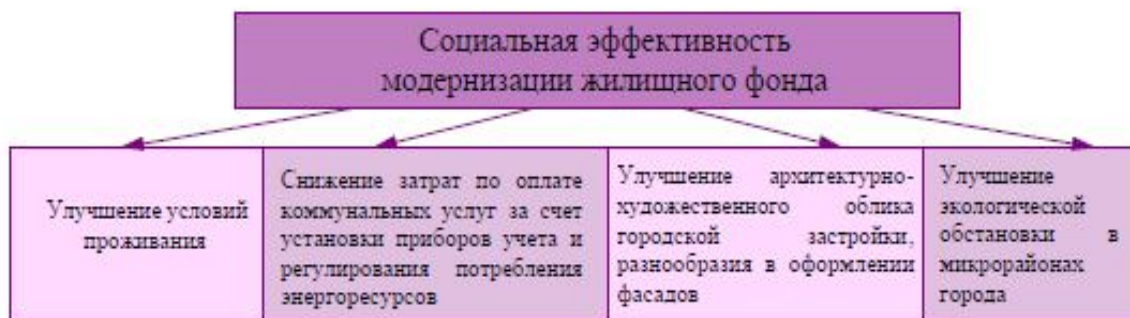 Социальная эффективность
модернизации жилищного фонда
Улучшение условий
проживания
Снижение затрат по оплате
коммунальных услуг за счет
установки приборов учета и
регулирования потребления
энергоресурсов
Улучшение архитектурно-
художественного облика
городской застройки,
разнообразия в оформлении
фасадов
Улучшение
экологической
обстановки в
микрорайонах
города